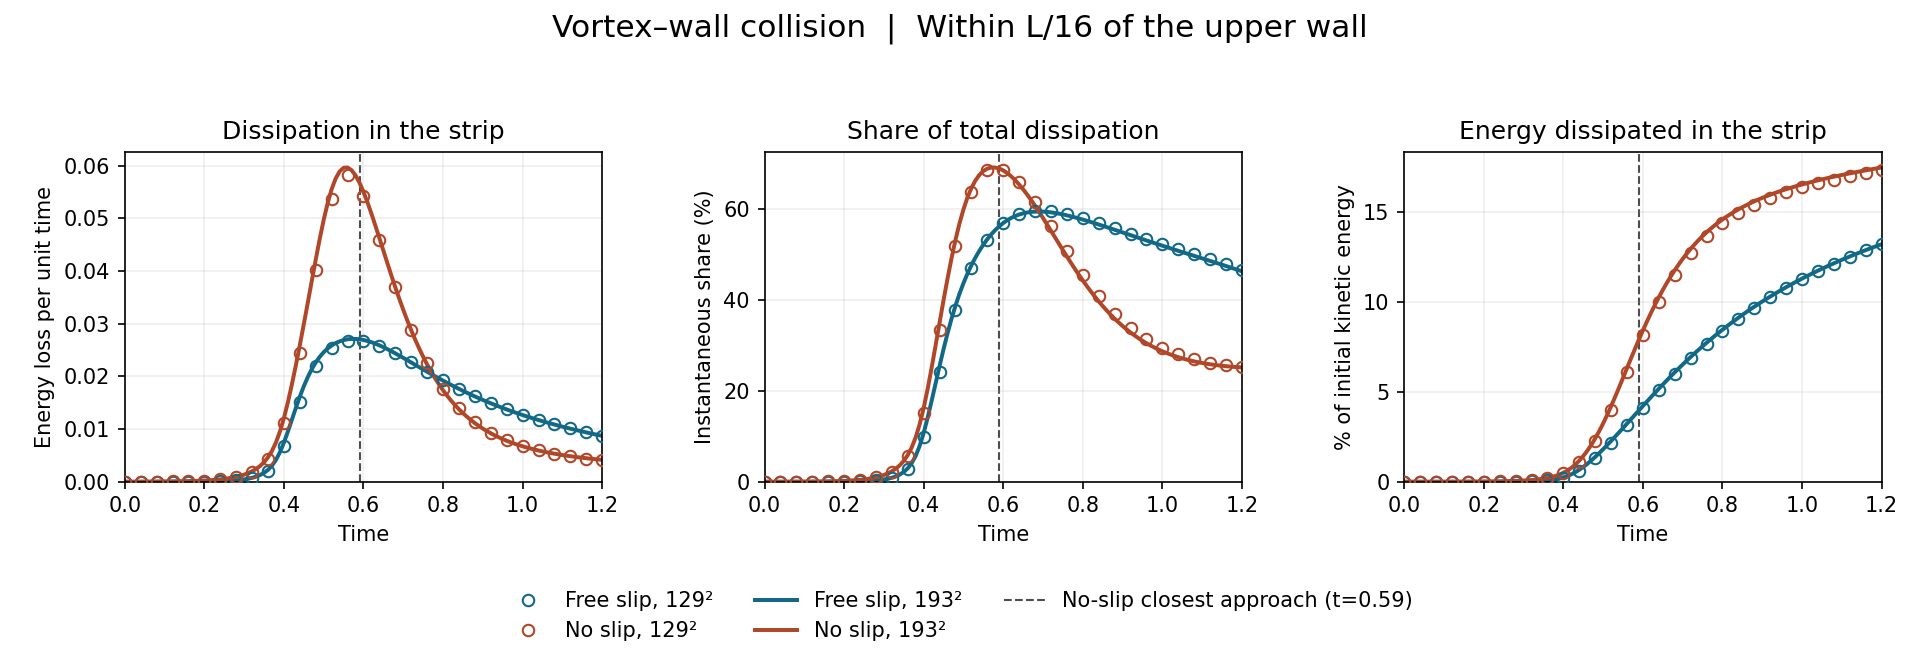 Vortex–wall collision | Within L/16 of the upper wall
Dissipation in the strip
Energy loss per unit time
0.06
0.05
0.04
0.03
0.02
0.01
0.00
0.0 0.2 0.4 0.6 0.8 1.0 1.2
Time
Share of total dissipation
Instantaneous share (%)
60
40
20
0
0.0 0.2 0.4 0.6 0.8 1.0 1.2
Time
Energy dissipated in the strip
% of initial kinetic energy
15
10
5
0
0.0 0.2 0.4 0.6 0.8 1.0 1.2
Time
Free slip, 129²
No slip, 129²
Free slip, 193²
No slip, 193²
No-slip closest approach (t=0.59)